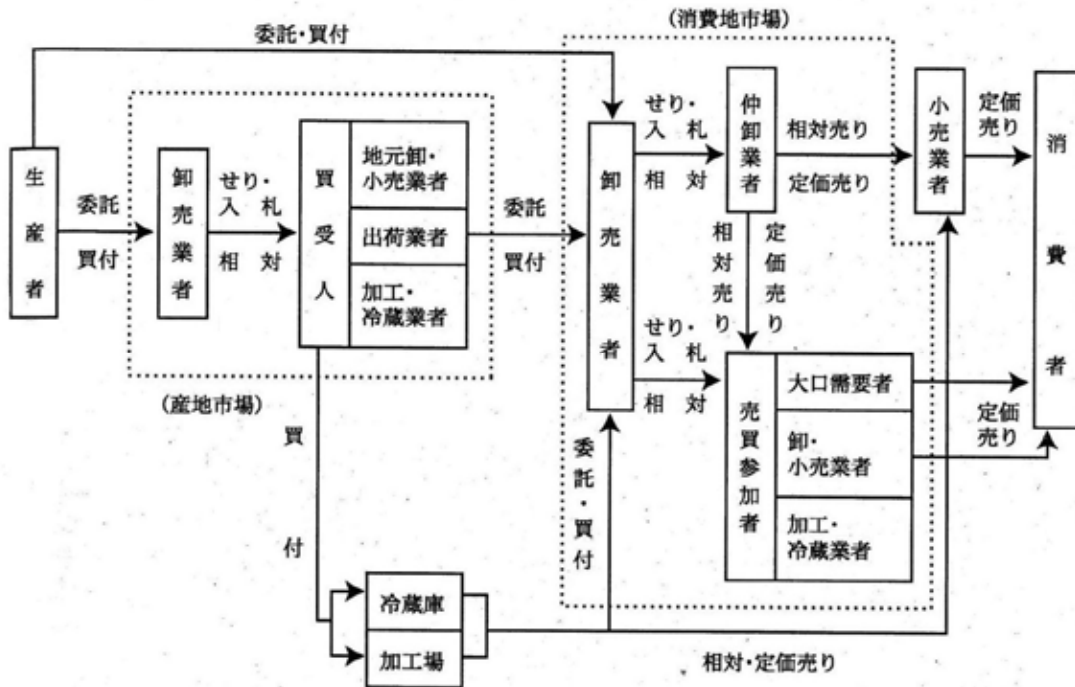 (消費地市場)
委託・買付
生産者
委託
買付
卸売業者
せり・
入札
相対
買受人
地元卸・
小売業者
出荷業者
加工・
冷蔵業者
(産地市場)
委託
買付
卸売業者
せり・
入札
相対
仲卸業者
相対売り
定価売り
小売業者
定価
売り
消費者
相対売り
定価売り
せり・
入札
相対
売買参加者
大口需要者
卸・
小売業者
加工・
冷蔵業者
定価
売り
委託・買付
買付
冷蔵庫
加工場
相対・定価売り